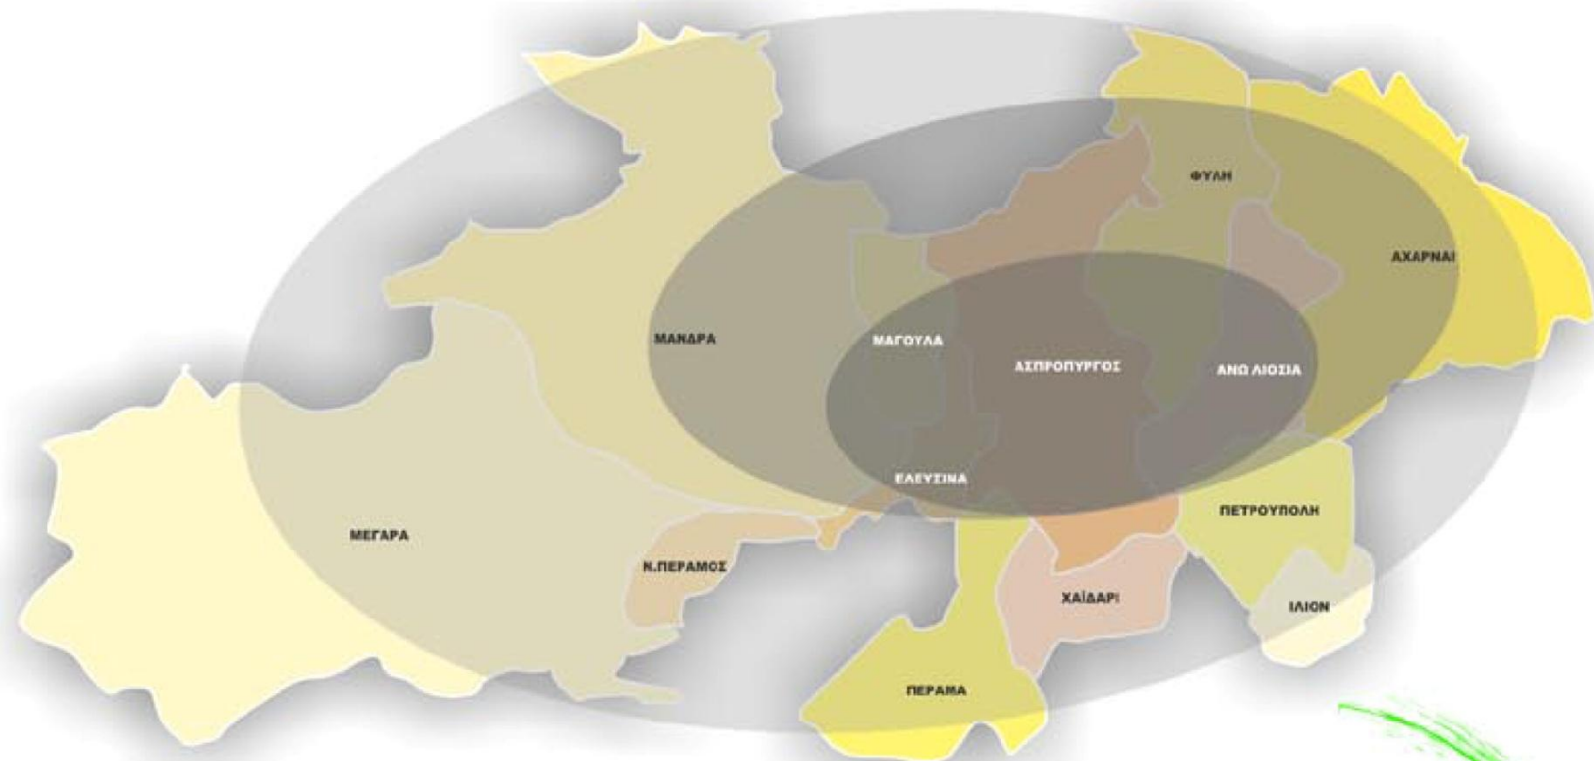 ΦΥΛΗ
ΑΧΑΡΝΑΙ
ΜΑΝΔΡΑ
ΜΑΓΟΥΛΑ
ΑΣΠΡΟΠΥΡΓΟΣ
ΑΝΩ ΛΙΟΣΙΑ
ΕΛΕΥΣΙΝΑ
ΜΕΓΑΡΑ
ΠΕΤΡΟΥΠΟΛΗ
Ν.ΠΕΡΑΜΟΣ
ΧΑΪΔΑΡΙ
ΙΛΙΟΝ
ΠΕΡΑΜΑ